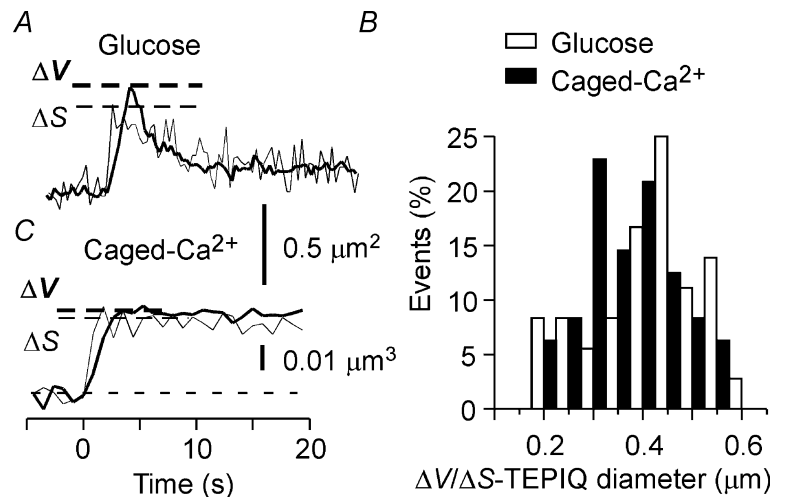 A
Glucose
ΔV
ΔS
0.5 μm²
C
Caged-Ca²⁺
ΔV
ΔS
0.01 μm³
0 10 20
Time (s)
B
Glucose
Caged-Ca²⁺
25
20
15
10
5
0
Events (%)
0.2 0.4 0.6
ΔV/ΔS-TEPIQ diameter (μm)